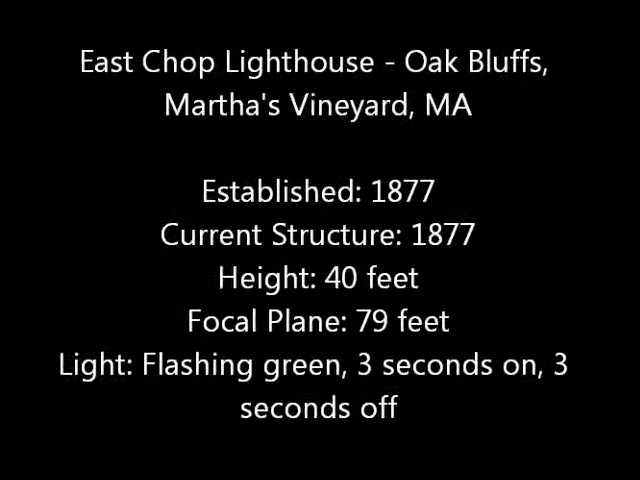 East Chop Lighthouse - Oak Bluffs,
Martha's Vineyard, MA
Established: 1877
Current Structure: 1877
Height: 40 feet
Focal Plane: 79 feet
Light: Flashing green, 3 seconds on, 3
seconds off